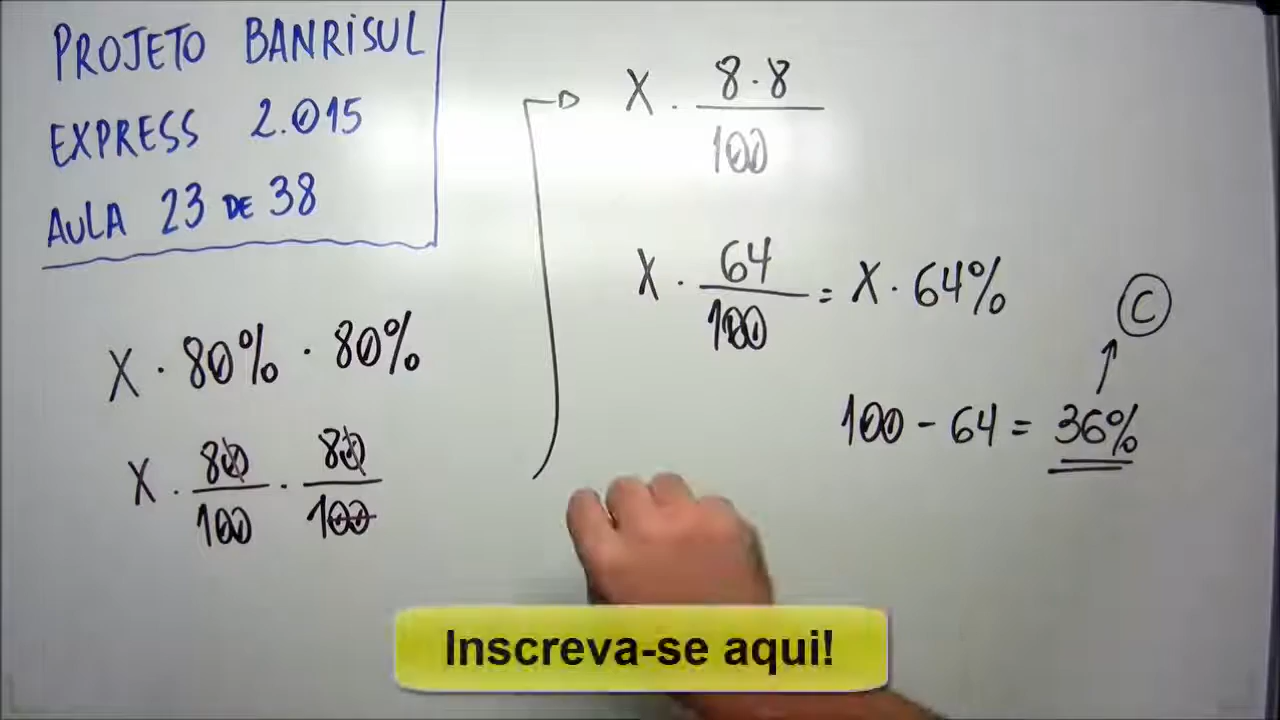 PROJETO BANRISUL
EXPRESS 2.015
AULA 23 DE 38
X · 80% · 80%
X · 80/100 · 80/100
X · 8·8/100
X · 64/100 = X · 64%
C
100 - 64 = 36%
Inscreva-se aqui!